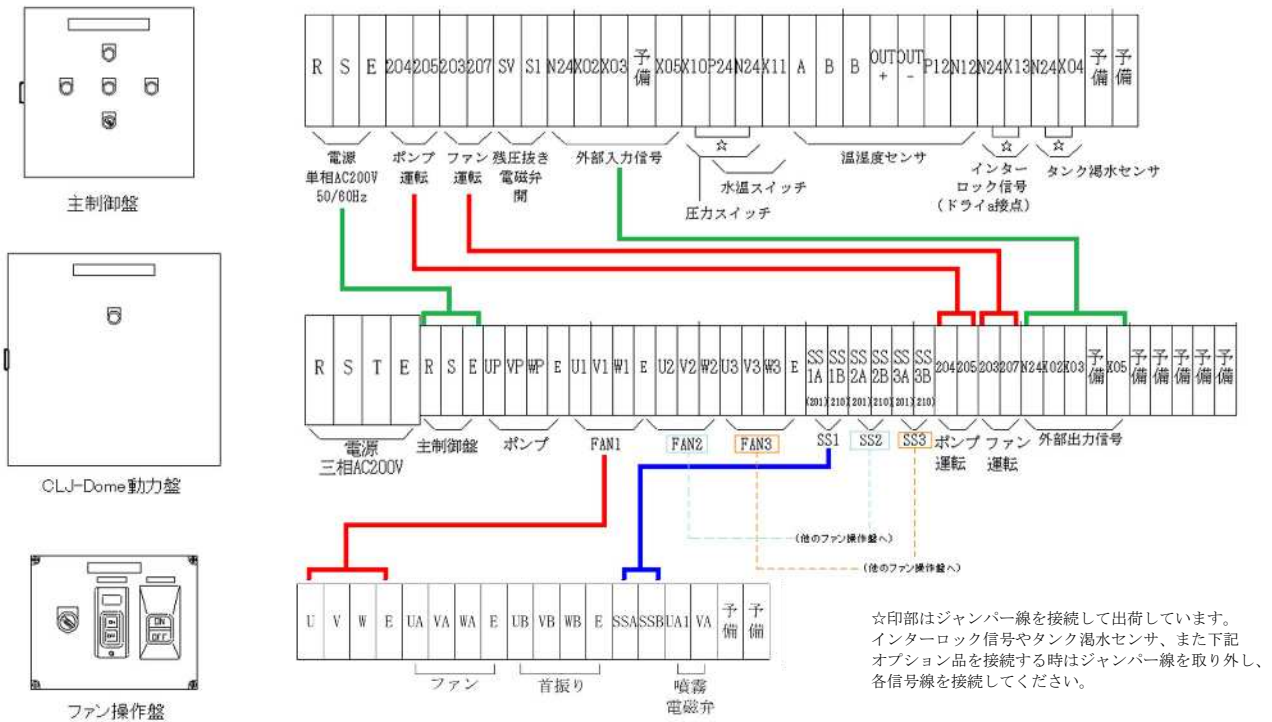 主制御盤
R S E 204 205 203 207 SV S1 N24 X02 X03 予備 X05 X10 P24 N24 X11 A B B OUT+ OUT- P12 N12 N24 X13 N24 X04 予備 予備
電源
単相AC200V
50/60Hz
ポンプ
運転
ファン
運転
残圧抜き
電磁弁
開
外部入力信号
☆
水温スイッチ
圧力スイッチ
温湿度センサ
☆
インター
ロック信号
(ドライa接点)
☆
タンク渇水センサ
CLJ-Dome動力盤
R S T E R S E UP VP WP E U1 V1 W1 E U2 V2 W2 U3 V3 W3 E SS1A(201) SS1B(210) SS2A(201) SS2B(210) SS3A(201) SS3B(210) 204 205 203 207 N24 X02 X03 予備 X05 予備 予備 予備 予備 予備
電源
三相AC200V
主制御盤
ポンプ
FAN1
FAN2
FAN3
SS1
SS2
SS3
ポンプ
運転
ファン
運転
外部出力信号
(他のファン操作盤へ)
(他のファン操作盤へ)
ファン操作盤
ON
OFF
ON
OFF
U V W E UA VA WA E UB VB WB E SSA SSB UA1 VA 予備 予備
ファン
首振り
噴霧
電磁弁
☆印部はジャンパー線を接続して出荷しています。
インターロック信号やタンク渇水センサ、また下記
オプション品を接続する時はジャンパー線を取り外し、
各信号線を接続してください。